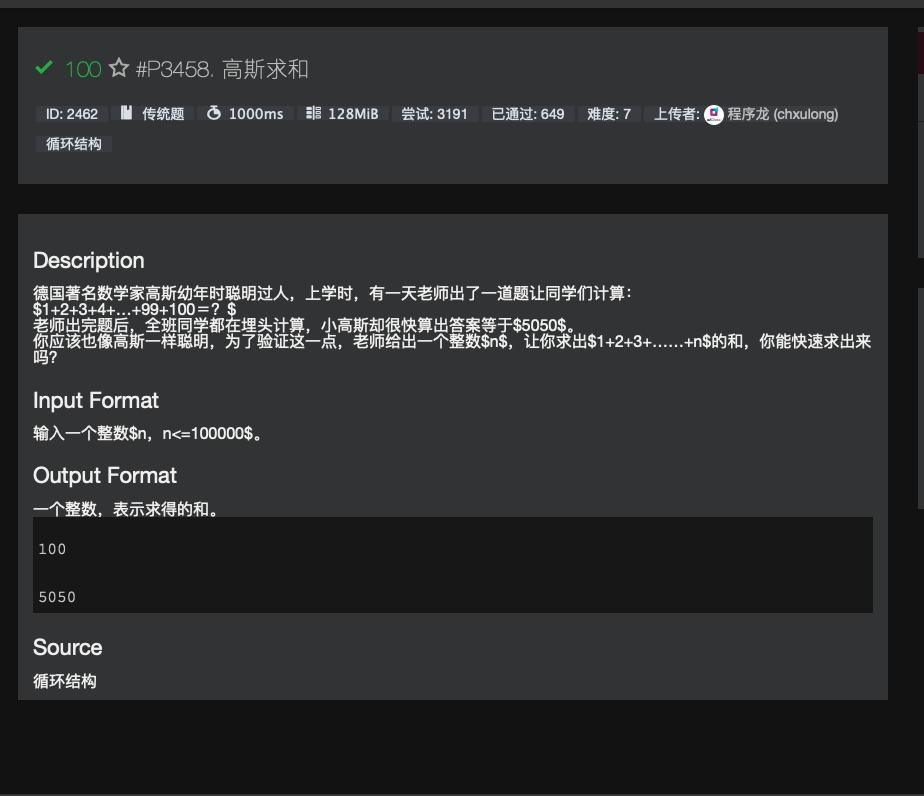 100 #P3458. 高斯求和
ID: 2462 传统题 1000ms 128MiB 尝试: 3191 已通过: 649 难度: 7 上传者: 程序龙 (chxulong)
循环结构
Description
德国著名数学家高斯幼年时聪明过人，上学时，有一天老师出了一道题让同学们计算：
$1+2+3+4+…+99+100＝？$
老师出完题后，全班同学都在埋头计算，小高斯却很快算出答案等于$5050$。
你应该也像高斯一样聪明，为了验证这一点，老师给出一个整数$n$，让你求出$1+2+3+……+n$的和，你能快速求出来
吗？
Input Format
输入一个整数$n，n<=100000$。
Output Format
一个整数，表示求得的和。
100
5050
Source
循环结构